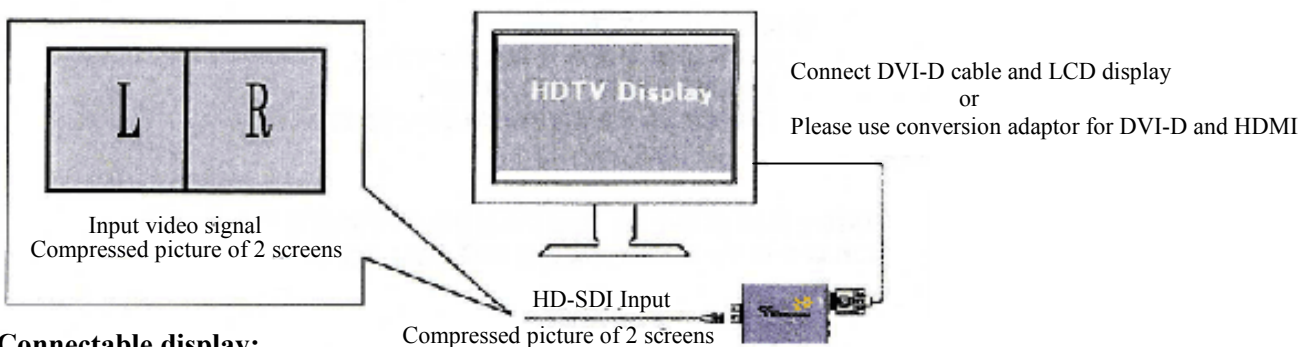 L R
Input video signal
Compressed picture of 2 screens
HDTV Display
Connect DVI-D cable and LCD display
or
Please use conversion adaptor for DVI-D and HDMI
HD-SDI Input
Compressed picture of 2 screens
Connectable display: